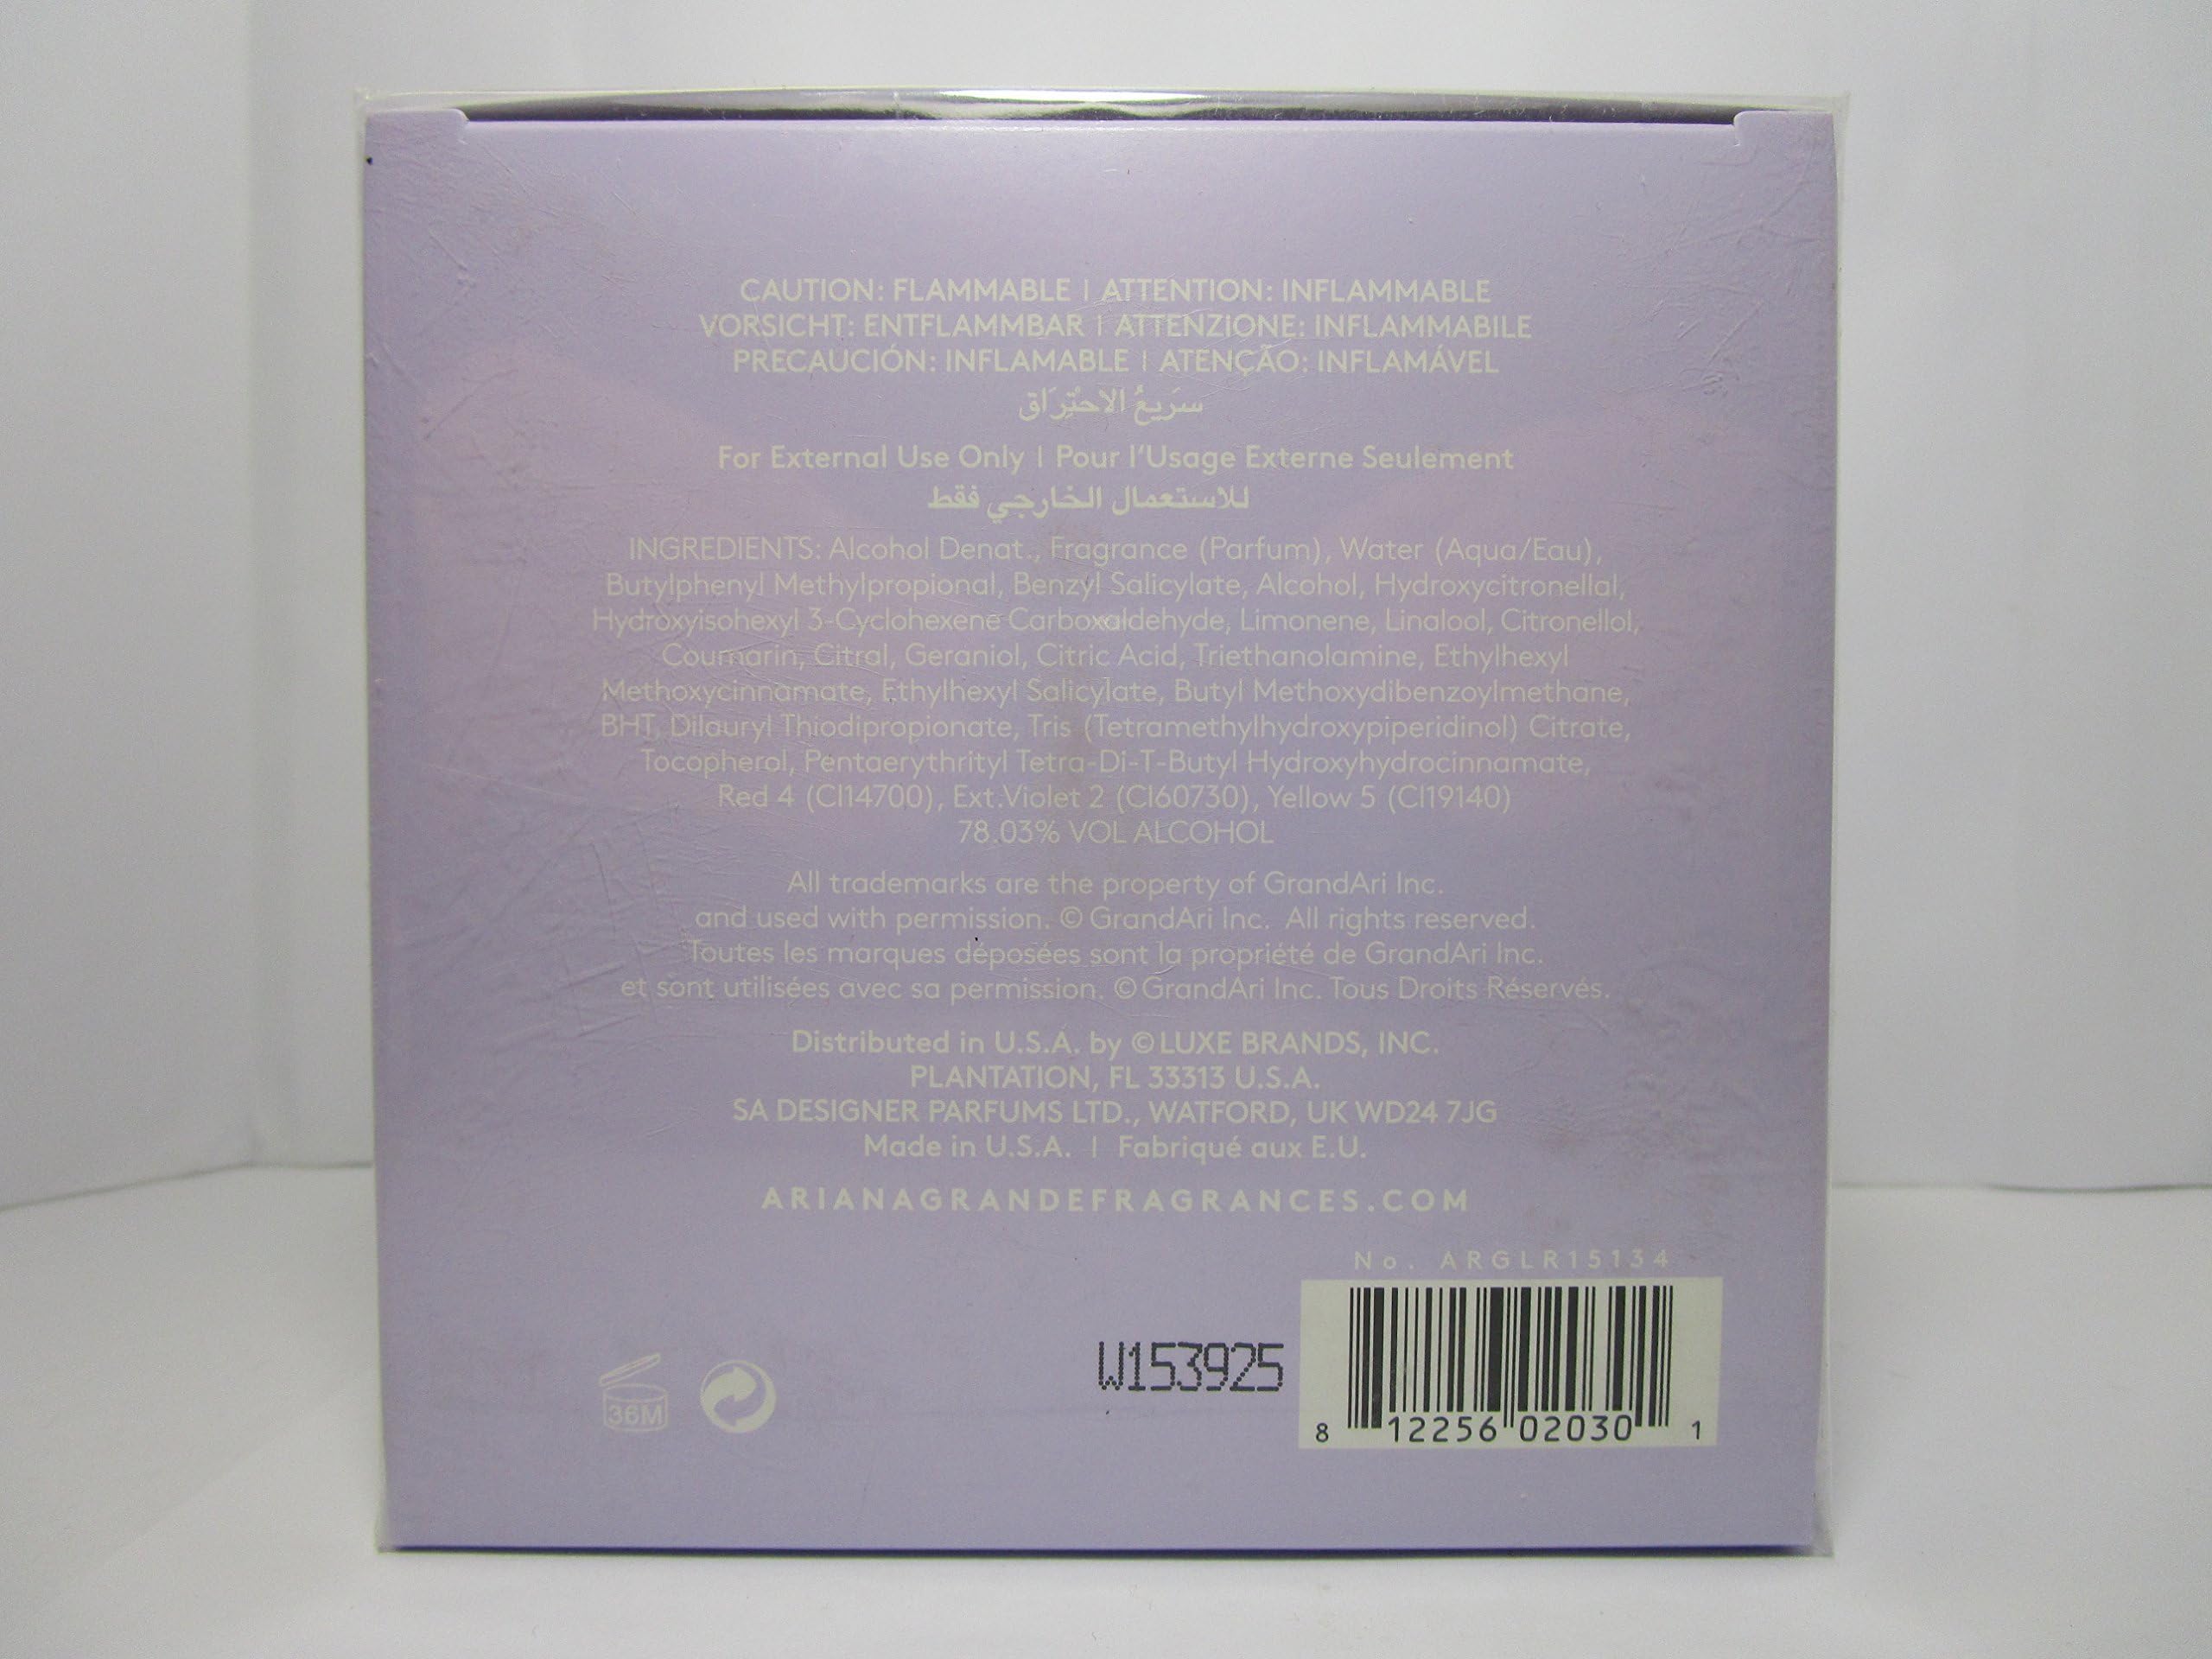 CAUTION: FLAMMABLE | ATTENTION: INFLAMMABLE
VORSICHT: ENTFLAMMBAR | ATTENZIONE: INFLAMMABILE
PRECAUCIÓN: INFLAMABLE | ATENÇÃO: INFLAMÁVEL
سَرِيعُ الاحْتِرَاق
For External Use Only | Pour l'Usage Externe Seulement
للاستعمال الخارجي فقط
INGREDIENTS: Alcohol Denat., Fragrance (Parfum), Water (Aqua/Eau),
Butylphenyl Methylpropional, Benzyl Salicylate, Alcohol, Hydroxycitronellal,
Hydroxyisohexyl 3-Cyclohexene Carboxaldehyde, Limonene, Linalool, Citronellol,
Coumarin, Citral, Geraniol, Citric Acid, Triethanolamine, Ethylhexyl
Methoxycinnamate, Ethylhexyl Salicylate, Butyl Methoxydibenzoylmethane,
BHT, Dilauryl Thiodipropionate, Tris (Tetramethylhydroxypiperidinol) Citrate,
Tocopherol, Pentaerythrityl Tetra-Di-T-Butyl Hydroxyhydrocinnamate,
Red 4 (CI14700), Ext.Violet 2 (CI60730), Yellow 5 (CI19140)
78.03% VOL ALCOHOL
All trademarks are the property of GrandAri Inc.
and used with permission. © GrandAri Inc. All rights reserved.
Toutes les marques déposées sont la propriété de GrandAri Inc.
et sont utilisées avec sa permission. © GrandAri Inc. Tous Droits Réservés.
Distributed in U.S.A. by © LUXE BRANDS, INC.
PLANTATION, FL 33313 U.S.A.
SA DESIGNER PARFUMS LTD., WATFORD, UK WD24 7JG
Made in U.S.A. | Fabriqué aux E.U.
ARIANAGRANDEFRAGRANCES.COM
No. ARGLR15134
36M
W153925
8 12256 02030 1